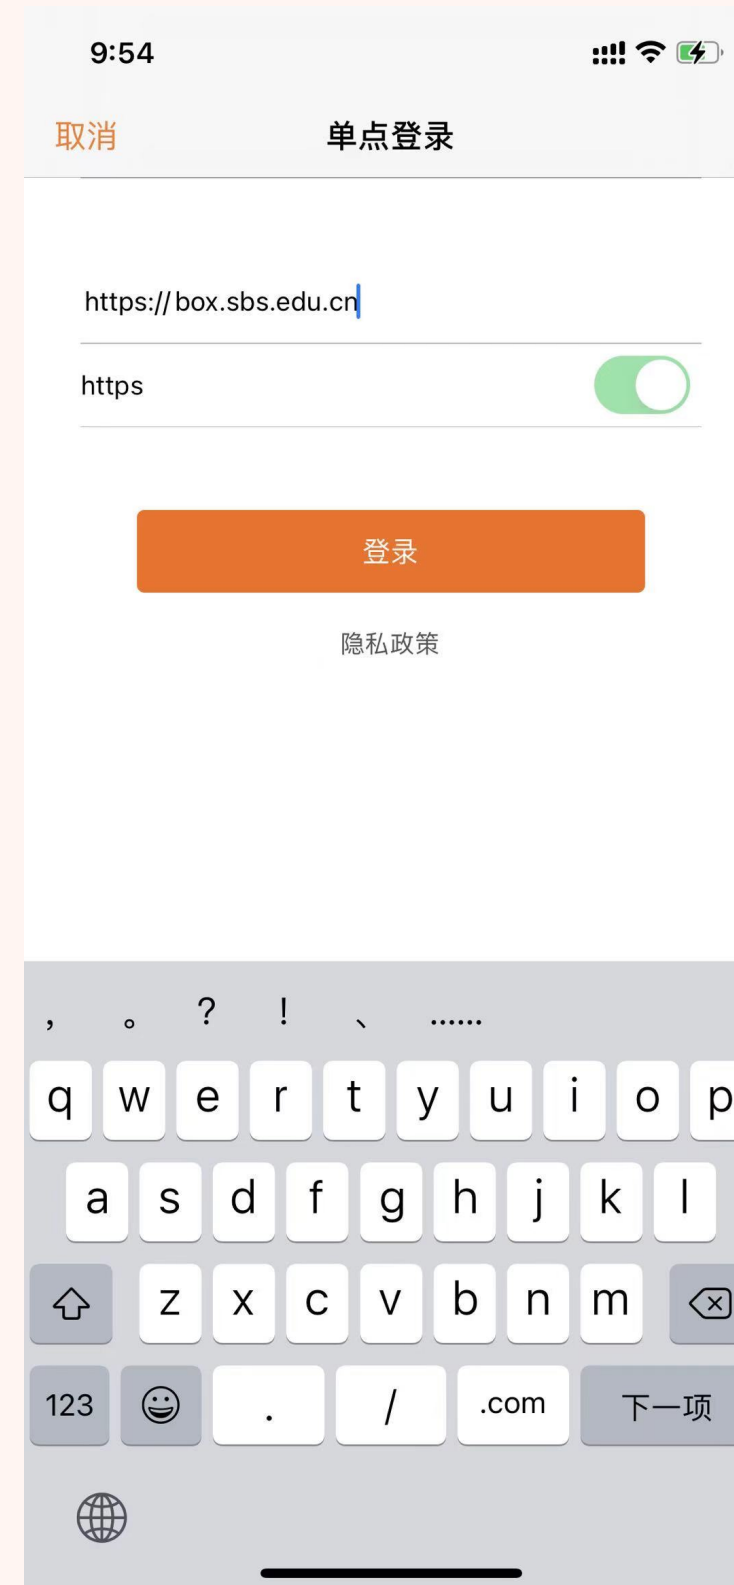 9:54
取消 单点登录
https:// box.sbs.edu.cn
https
登录
隐私政策
， 。 ? ! 、 ……
q w e r t y u i o p
a s d f g h j k l
z x c v b n m
123 . / .com 下一项